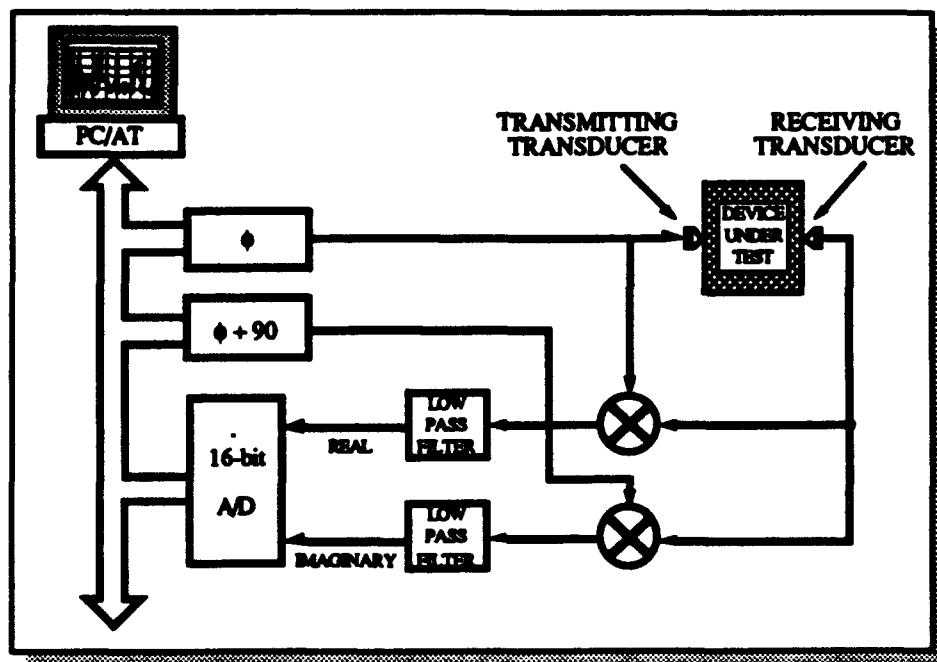 PC/AT
TRANSMITTING
TRANSDUCER
RECEIVING
TRANSDUCER
DEVICE
UNDER
TEST
ϕ
ϕ + 90
LOW
PASS
FILTER
REAL
16-bit
A/D
LOW
PASS
FILTER
IMAGINARY